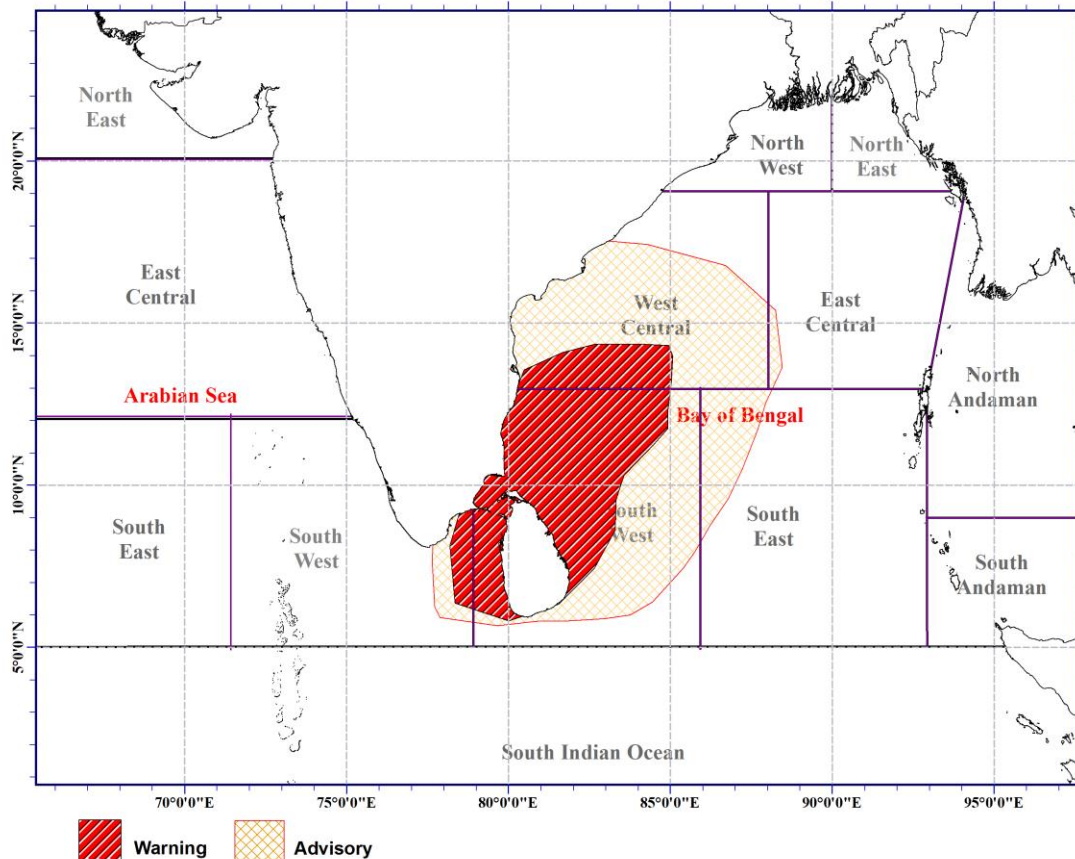 North
East
North
West
North
East
20°0'0"N
East
Central
West
Central
East
Central
15°0'0"N
Arabian Sea
Bay of Bengal
North
Andaman
10°0'0"N
South
East
South
West
South
West
South
East
South
Andaman
5°0'0"N
South Indian Ocean
70°0'0"E
75°0'0"E
80°0'0"E
85°0'0"E
90°0'0"E
95°0'0"E
Warning
Advisory